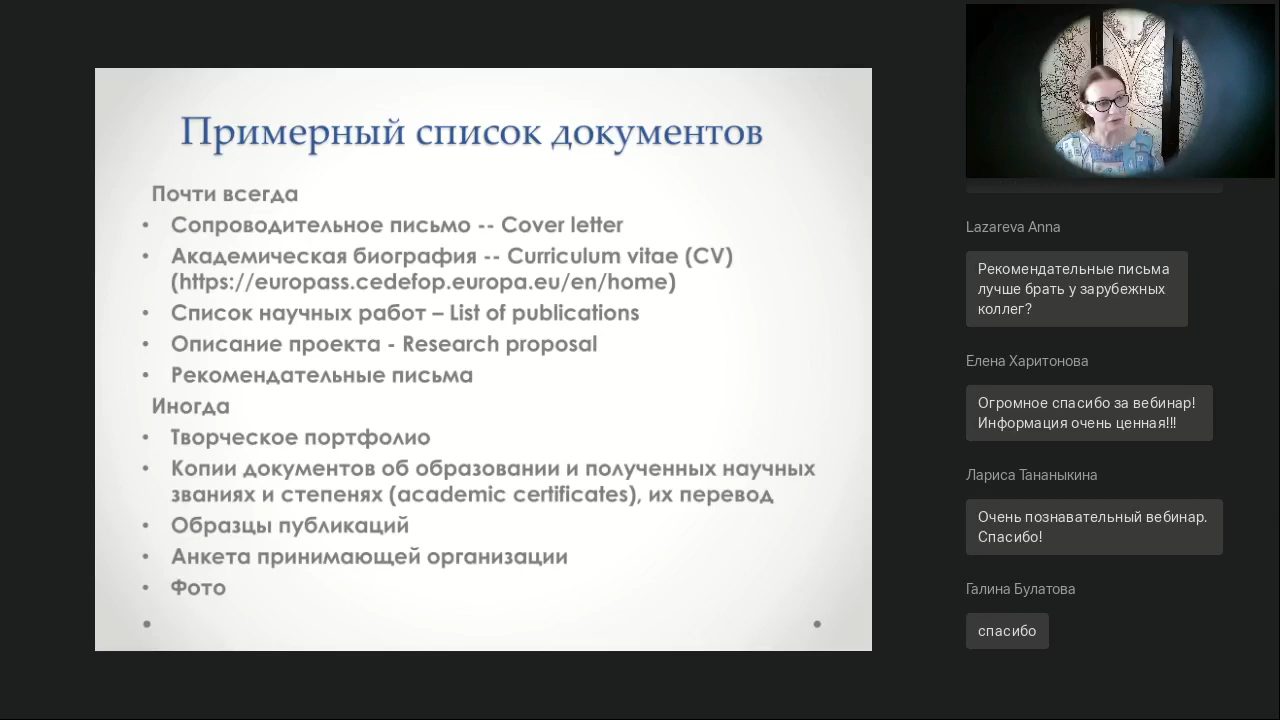 Примерный список документов
Почти всегда
• Сопроводительное письмо -- Cover letter
• Академическая биография -- Curriculum vitae (CV)
(https://europass.cedefop.europa.eu/en/home)
• Список научных работ – List of publications
• Описание проекта - Research proposal
• Рекомендательные письма
Иногда
• Творческое портфолио
• Копии документов об образовании и полученных научных
званиях и степенях (academic certificates), их перевод
• Образцы публикаций
• Анкета принимающей организации
• Фото
Lazareva Anna
Рекомендательные письма
лучше брать у зарубежных
коллег?
Елена Харитонова
Огромное спасибо за вебинар!
Информация очень ценная!!!
Лариса Тананыкина
Очень познавательный вебинар.
Спасибо!
Галина Булатова
спасибо